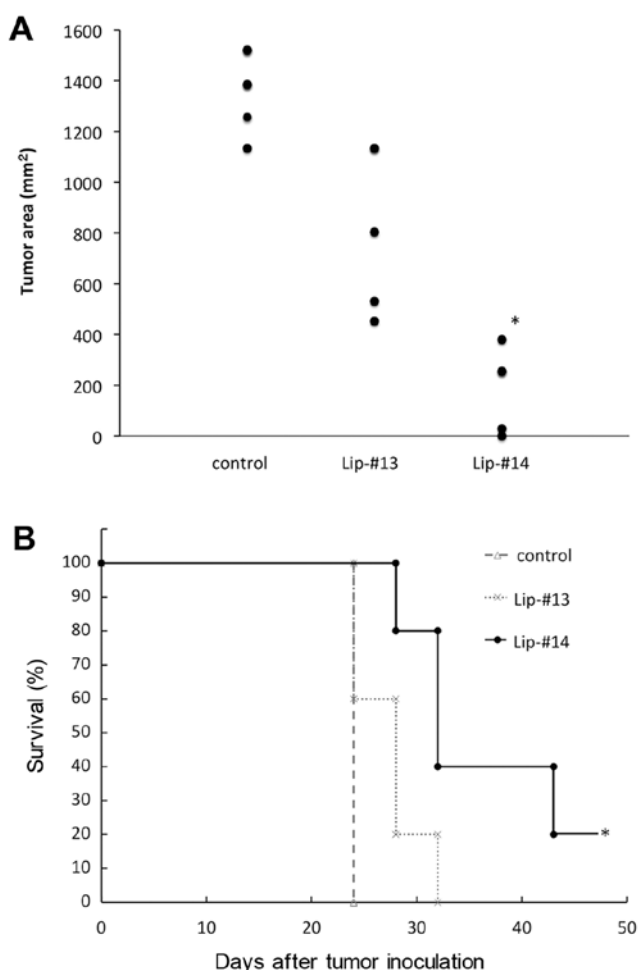 A
Tumor area (mm²)
1600
1400
1200
1000
800
600
400
200
0
*
control Lip-#13 Lip-#14
B
Survival (%)
100
90
80
70
60
50
40
30
20
10
0
control
Lip-#13
Lip-#14
*
0 10 20 30 40 50
Days after tumor inoculation